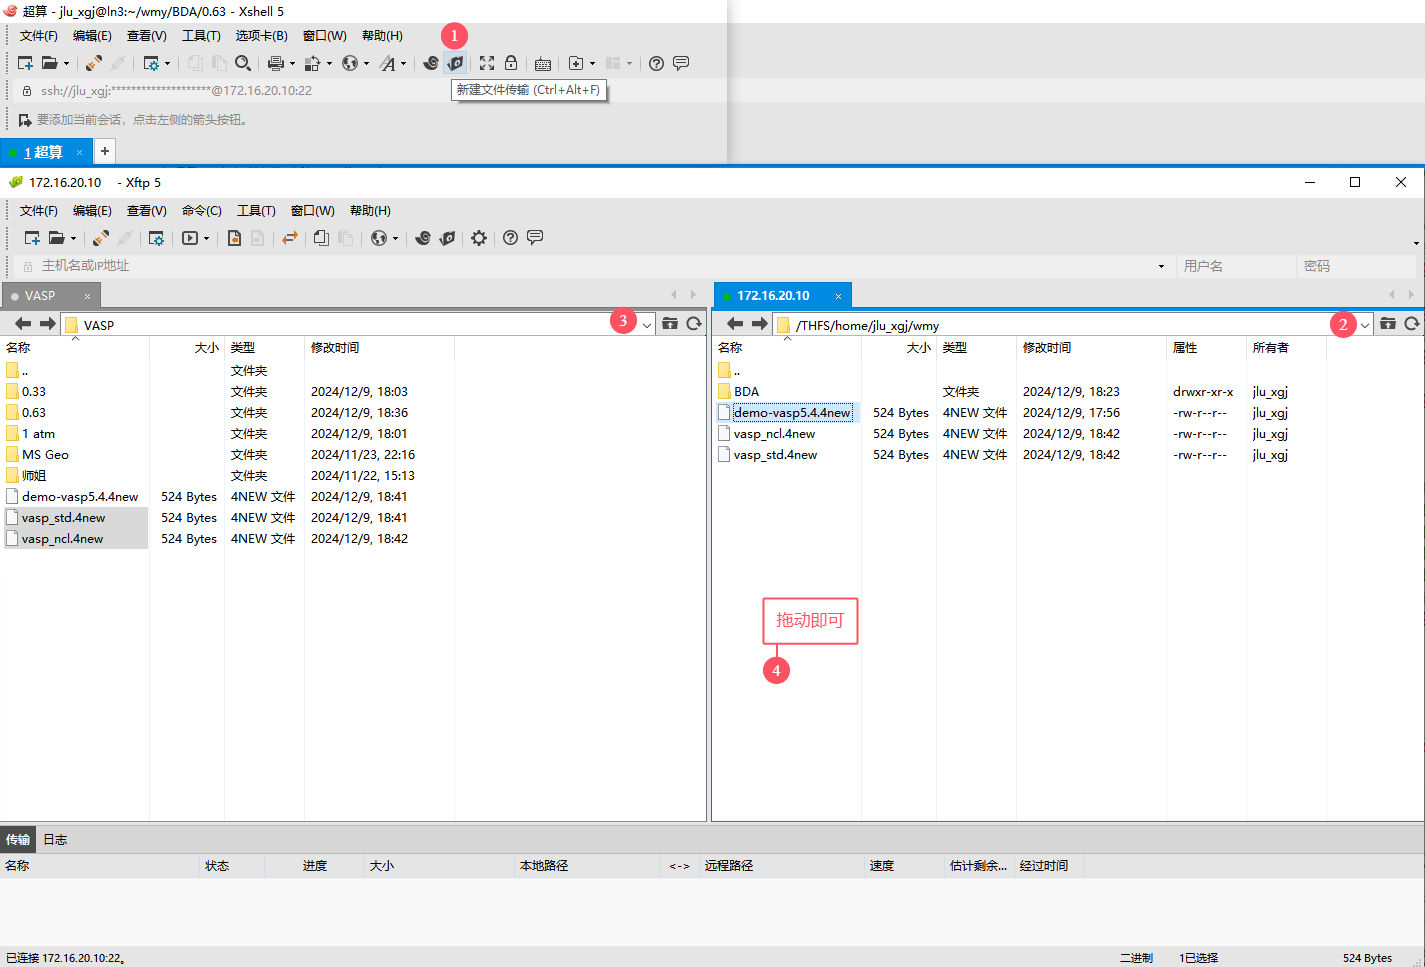 超算 - jlu_xgj@ln3:~/wmy/BDA/0.63 - Xshell 5
文件(F) 编辑(E) 查看(V) 工具(T) 选项卡(B) 窗口(W) 帮助(H)
1
新建文件传输 (Ctrl+Alt+F)
ssh://jlu_xgj:********************@172.16.20.10:22
要添加当前会话，点击左侧的箭头按钮。
1 超算 × +
172.16.20.10 - Xftp 5
文件(F) 编辑(E) 查看(V) 命令(C) 工具(T) 窗口(W) 帮助(H)
主机名或IP地址 用户名 密码
VASP ×
VASP 3
名称 大小 类型 修改时间
.. 文件夹
0.33 文件夹 2024/12/9, 18:03
0.63 文件夹 2024/12/9, 18:36
1 atm 文件夹 2024/12/9, 18:01
MS Geo 文件夹 2024/11/23, 22:16
师姐 文件夹 2024/11/22, 15:13
demo-vasp5.4.4new 524 Bytes 4NEW 文件 2024/12/9, 18:41
vasp_std.4new 524 Bytes 4NEW 文件 2024/12/9, 18:41
vasp_ncl.4new 524 Bytes 4NEW 文件 2024/12/9, 18:42
172.16.20.10 ×
/THFS/home/jlu_xgj/wmy 2
名称 大小 类型 修改时间 属性 所有者
..
BDA 文件夹 2024/12/9, 18:23 drwxr-xr-x jlu_xgj
demo-vasp5.4.4new 524 Bytes 4NEW 文件 2024/12/9, 17:56 -rw-r--r-- jlu_xgj
vasp_ncl.4new 524 Bytes 4NEW 文件 2024/12/9, 18:42 -rw-r--r-- jlu_xgj
vasp_std.4new 524 Bytes 4NEW 文件 2024/12/9, 18:42 -rw-r--r-- jlu_xgj
拖动即可
4
传输 日志
名称 状态 进度 大小 本地路径 <-> 远程路径 速度 估计剩余... 经过时间
已连接 172.16.20.10:22。 二进制 1已选择 524 Bytes